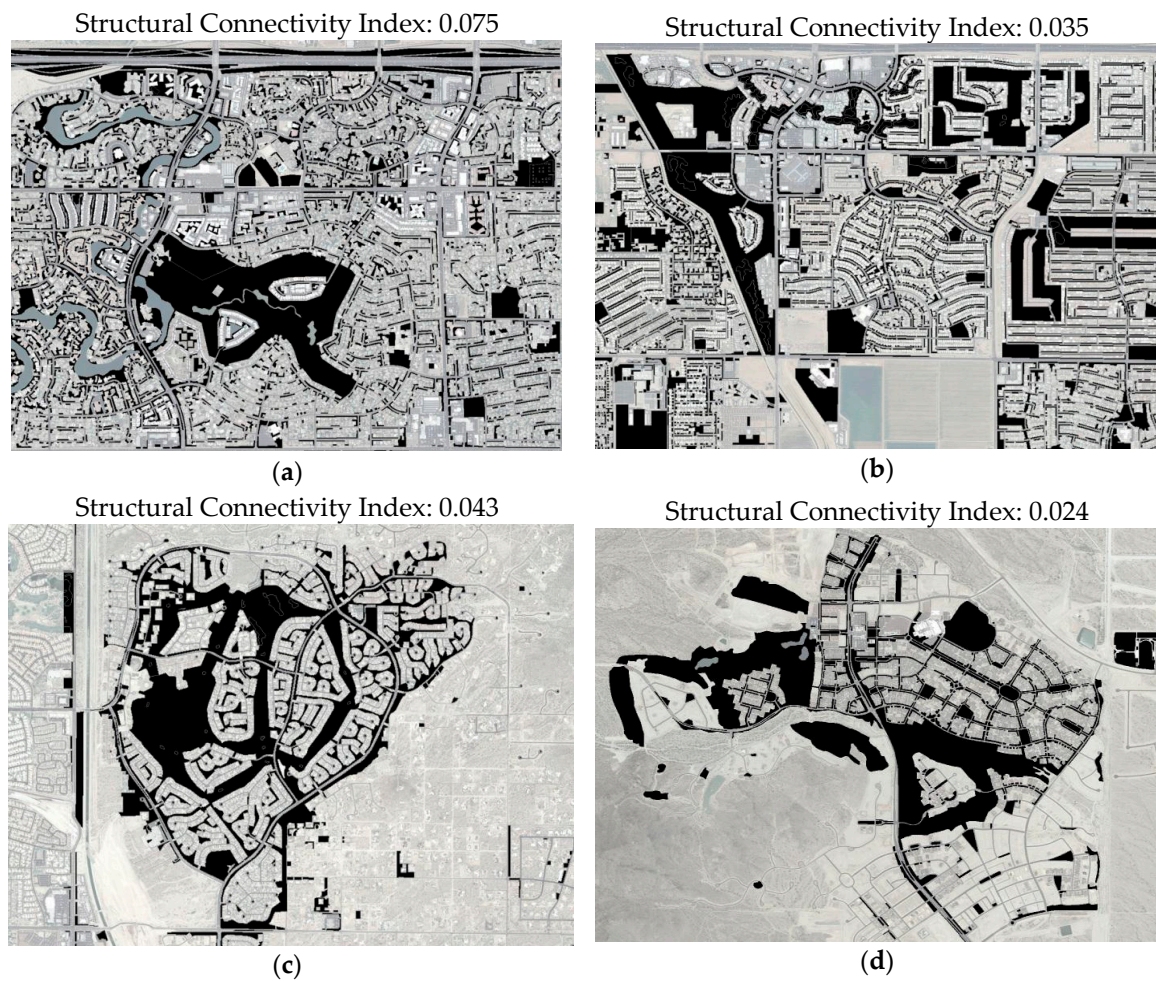 Structural Connectivity Index: 0.075
Structural Connectivity Index: 0.035
(a)
(b)
Structural Connectivity Index: 0.043
Structural Connectivity Index: 0.024
(c)
(d)